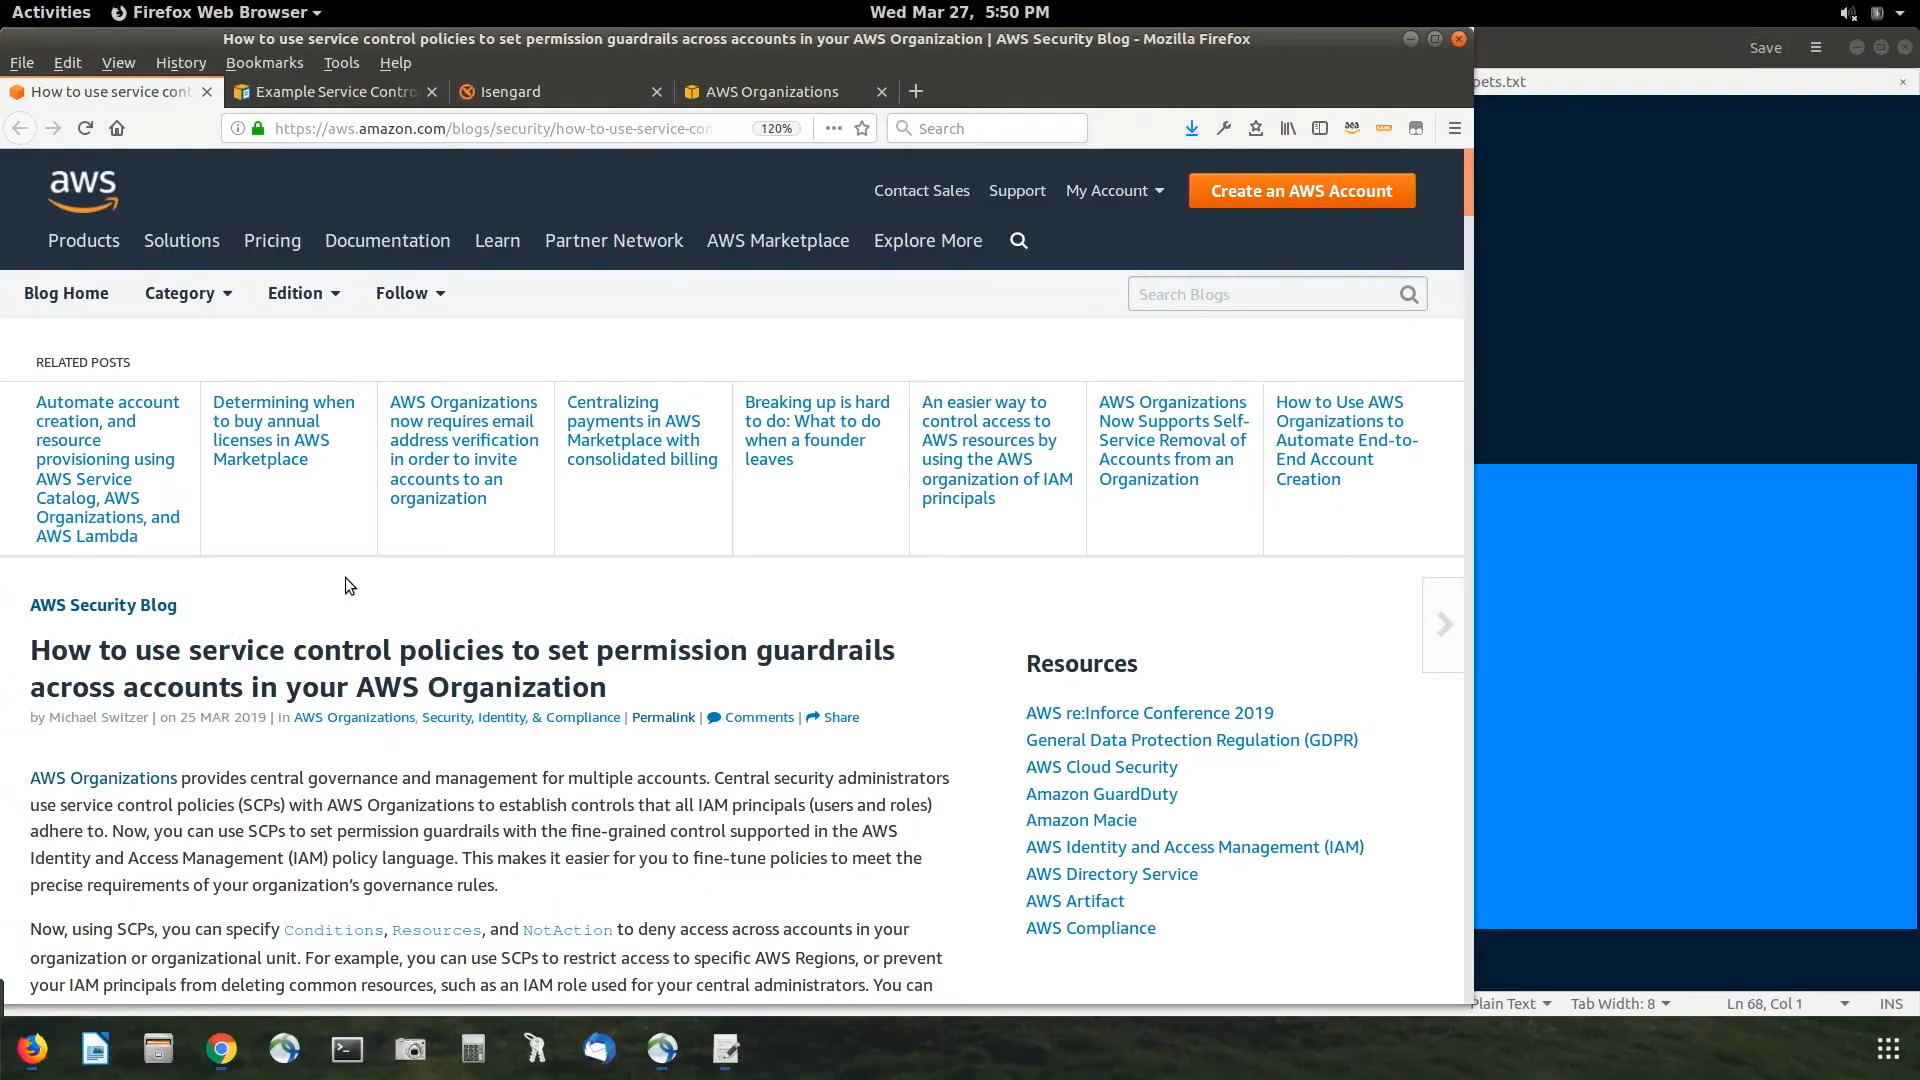 Activities Firefox Web Browser Wed Mar 27, 5:50 PM
How to use service control policies to set permission guardrails across accounts in your AWS Organization | AWS Security Blog - Mozilla Firefox
Save
File Edit View History Bookmarks Tools Help
How to use service cont Example Service Contro Isengard AWS Organizations
pets.txt
https://aws.amazon.com/blogs/security/how-to-use-service-con 120% Search
aws
Contact Sales Support My Account Create an AWS Account
Products Solutions Pricing Documentation Learn Partner Network AWS Marketplace Explore More
Blog Home Category Edition Follow Search Blogs
RELATED POSTS
Automate account
creation, and
resource
provisioning using
AWS Service
Catalog, AWS
Organizations, and
AWS Lambda
Determining when
to buy annual
licenses in AWS
Marketplace
AWS Organizations
now requires email
address verification
in order to invite
accounts to an
organization
Centralizing
payments in AWS
Marketplace with
consolidated billing
Breaking up is hard
to do: What to do
when a founder
leaves
An easier way to
control access to
AWS resources by
using the AWS
organization of IAM
principals
AWS Organizations
Now Supports Self-
Service Removal of
Accounts from an
Organization
How to Use AWS
Organizations to
Automate End-to-
End Account
Creation
AWS Security Blog
How to use service control policies to set permission guardrails
across accounts in your AWS Organization
by Michael Switzer | on 25 MAR 2019 | in AWS Organizations, Security, Identity, & Compliance | Permalink | Comments | Share
AWS Organizations provides central governance and management for multiple accounts. Central security administrators
use service control policies (SCPs) with AWS Organizations to establish controls that all IAM principals (users and roles)
adhere to. Now, you can use SCPs to set permission guardrails with the fine-grained control supported in the AWS
Identity and Access Management (IAM) policy language. This makes it easier for you to fine-tune policies to meet the
precise requirements of your organization's governance rules.
Now, using SCPs, you can specify Conditions, Resources, and NotAction to deny access across accounts in your
organization or organizational unit. For example, you can use SCPs to restrict access to specific AWS Regions, or prevent
your IAM principals from deleting common resources, such as an IAM role used for your central administrators. You can
Resources
AWS re:Inforce Conference 2019
General Data Protection Regulation (GDPR)
AWS Cloud Security
Amazon GuardDuty
Amazon Macie
AWS Identity and Access Management (IAM)
AWS Directory Service
AWS Artifact
AWS Compliance
Plain Text Tab Width: 8 Ln 68, Col 1 INS